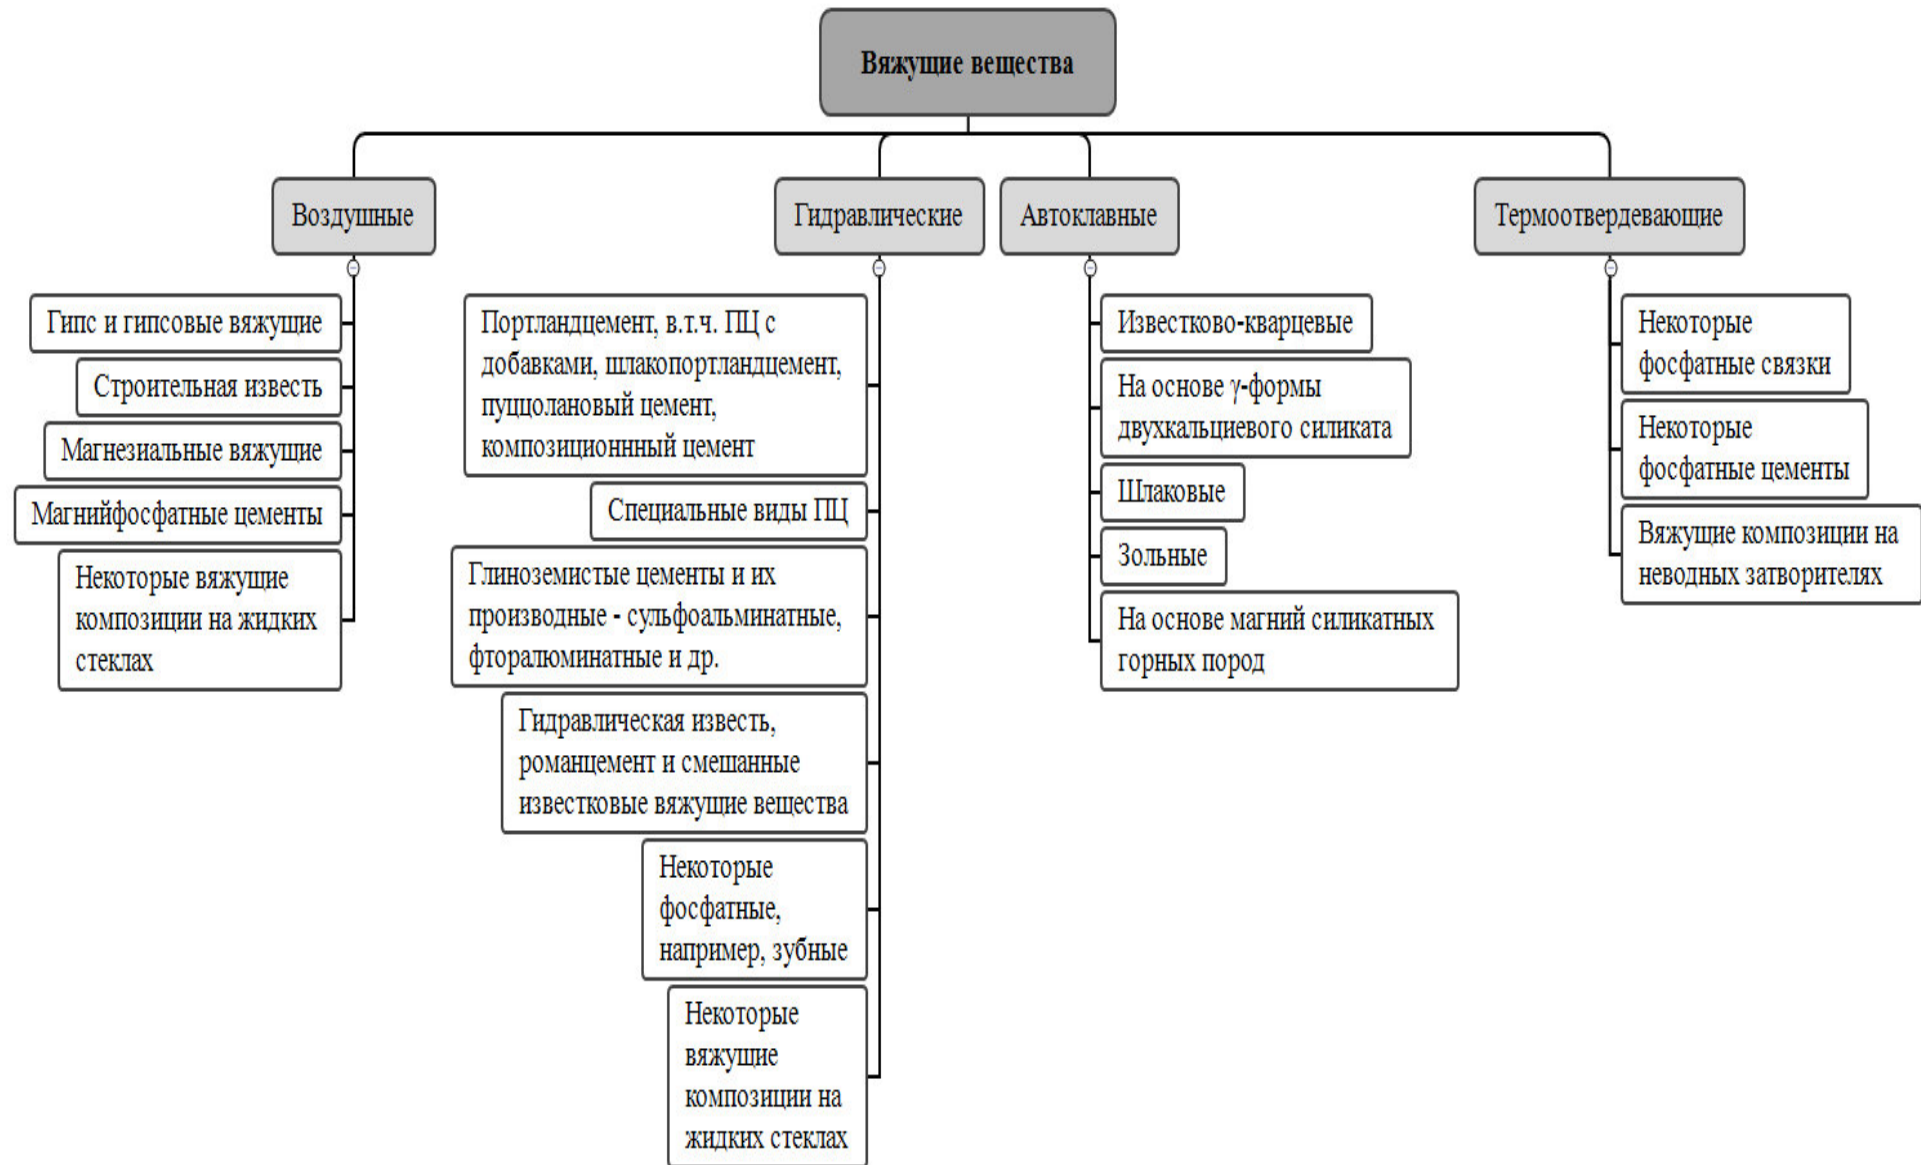 Вяжущие вещества
Воздушные
Гипс и гипсовые вяжущие
Строительная известь
Магнезиальные вяжущие
Магнийфосфатные цементы
Некоторые вяжущие
композиции на жидких
стеклах
Гидравлические
Портландцемент, в.т.ч. ПЦ с
добавками, шлакопортландцемент,
пуццолановый цемент,
композиционнный цемент
Специальные виды ПЦ
Глиноземистые цементы и их
производные - сульфоальминатные,
фторалюминатные и др.
Гидравлическая известь,
романцемент и смешанные
известковые вяжущие вещества
Некоторые
фосфатные,
например, зубные
Некоторые
вяжущие
композиции на
жидких стеклах
Автоклавные
Известково-кварцевые
На основе γ-формы
двухкальциевого силиката
Шлаковые
Зольные
На основе магний силикатных
горных пород
Термоотвердевающие
Некоторые
фосфатные связки
Некоторые
фосфатные цементы
Вяжущие композиции на
неводных затворителях